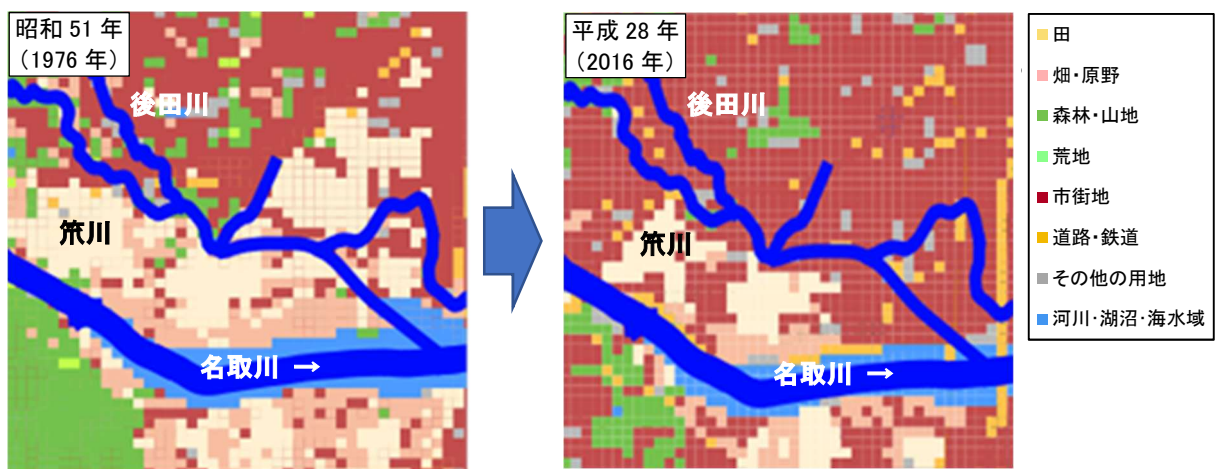 昭和 51 年
（1976 年）
後田川
笊川
名取川 →
平成 28 年
（2016 年）
後田川
笊川
名取川 →
田
畑・原野
森林・山地
荒地
市街地
道路・鉄道
その他の用地
河川・湖沼・海水域